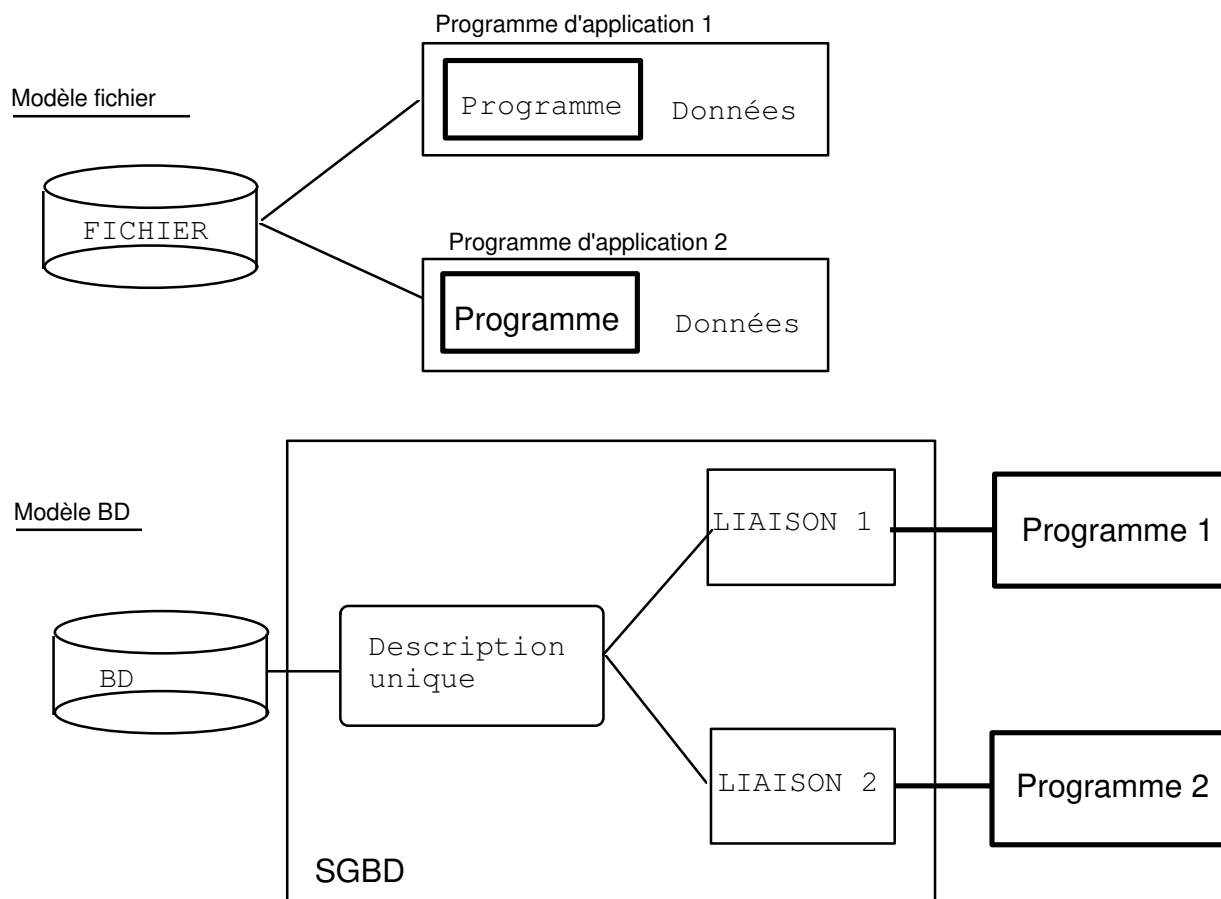 Programme d'application 1
Modèle fichier
Programme
Données
FICHIER
Programme d'application 2
Programme
Données
Modèle BD
LIAISON 1
Programme 1
Description
unique
BD
LIAISON 2
Programme 2
SGBD